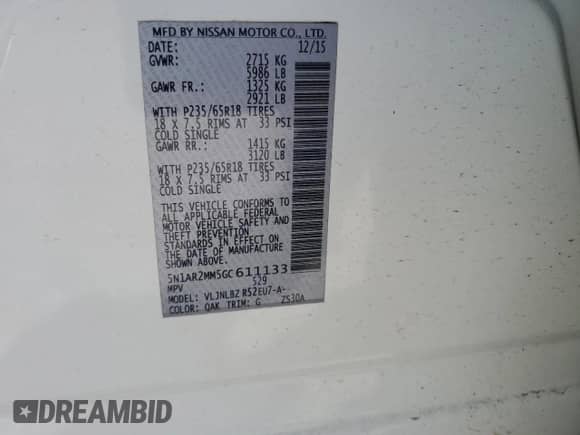 MFD BY NISSAN MOTOR CO., LTD.
DATE: 12/15
GVWR: 2715 KG
5986 LB
GAWR FR.: 1325 KG
2921 LB
WITH P235/65R18 TIRES
18 X 7.5 RIMS AT 33 PSI
COLD SINGLE
GAWR RR.: 1415 KG
3120 LB
WITH P235/65R18 TIRES
18 X 7.5 RIMS AT 33 PSI
COLD SINGLE
THIS VEHICLE CONFORMS TO
ALL APPLICABLE FEDERAL
MOTOR VEHICLE SAFETY AND
THEFT PREVENTION
STANDARDS IN EFFECT ON
THE DATE OF MANUFACTURE
SHOWN ABOVE.
5N1AR2MM5GC611133
MPV 529
MODEL: VLJNLBZ R52EU7-A-
COLOR: QAK TRIM: G ZS30A
DREAMBID